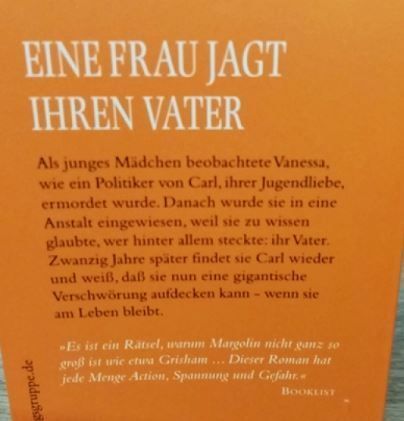 EINE FRAU JAGT
IHREN VATER
Als junges Mädchen beobachtete Vanessa,
wie ein Politiker von Carl, ihrer Jugendliebe,
ermordet wurde. Danach wurde sie in eine
Anstalt eingewiesen, weil sie zu wissen
glaubte, wer hinter allem steckte: ihr Vater.
Zwanzig Jahre später findet sie Carl wieder
und weiß, daß sie nun eine gigantische
Verschwörung aufdecken kann – wenn sie
am Leben bleibt.
»Es ist ein Rätsel, warum Margolin nicht ganz so
groß ist wie etwa Grisham ... Dieser Roman hat
jede Menge Action, Spannung und Gefahr.«
BOOKLIST
gsgruppe.de